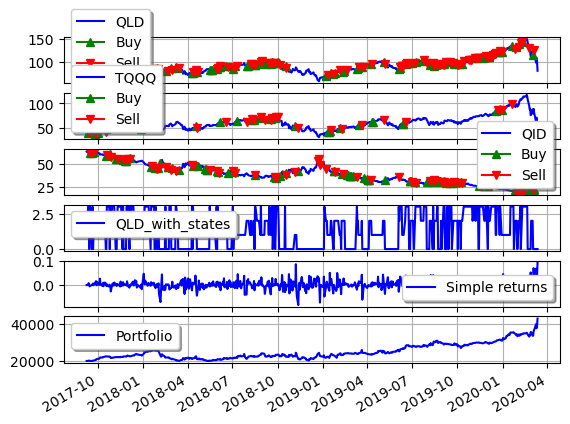 QLD
Buy
Sell
150
100
TQQQ
Buy
Sell
100
50
QID
Buy
Sell
50
25
QLD_with_states
2.5
0.0
0.1
0.0
Simple returns
Portfolio
40000
20000
2017-10
2018-01
2018-04
2018-07
2018-10
2019-01
2019-04
2019-07
2019-10
2020-01
2020-04